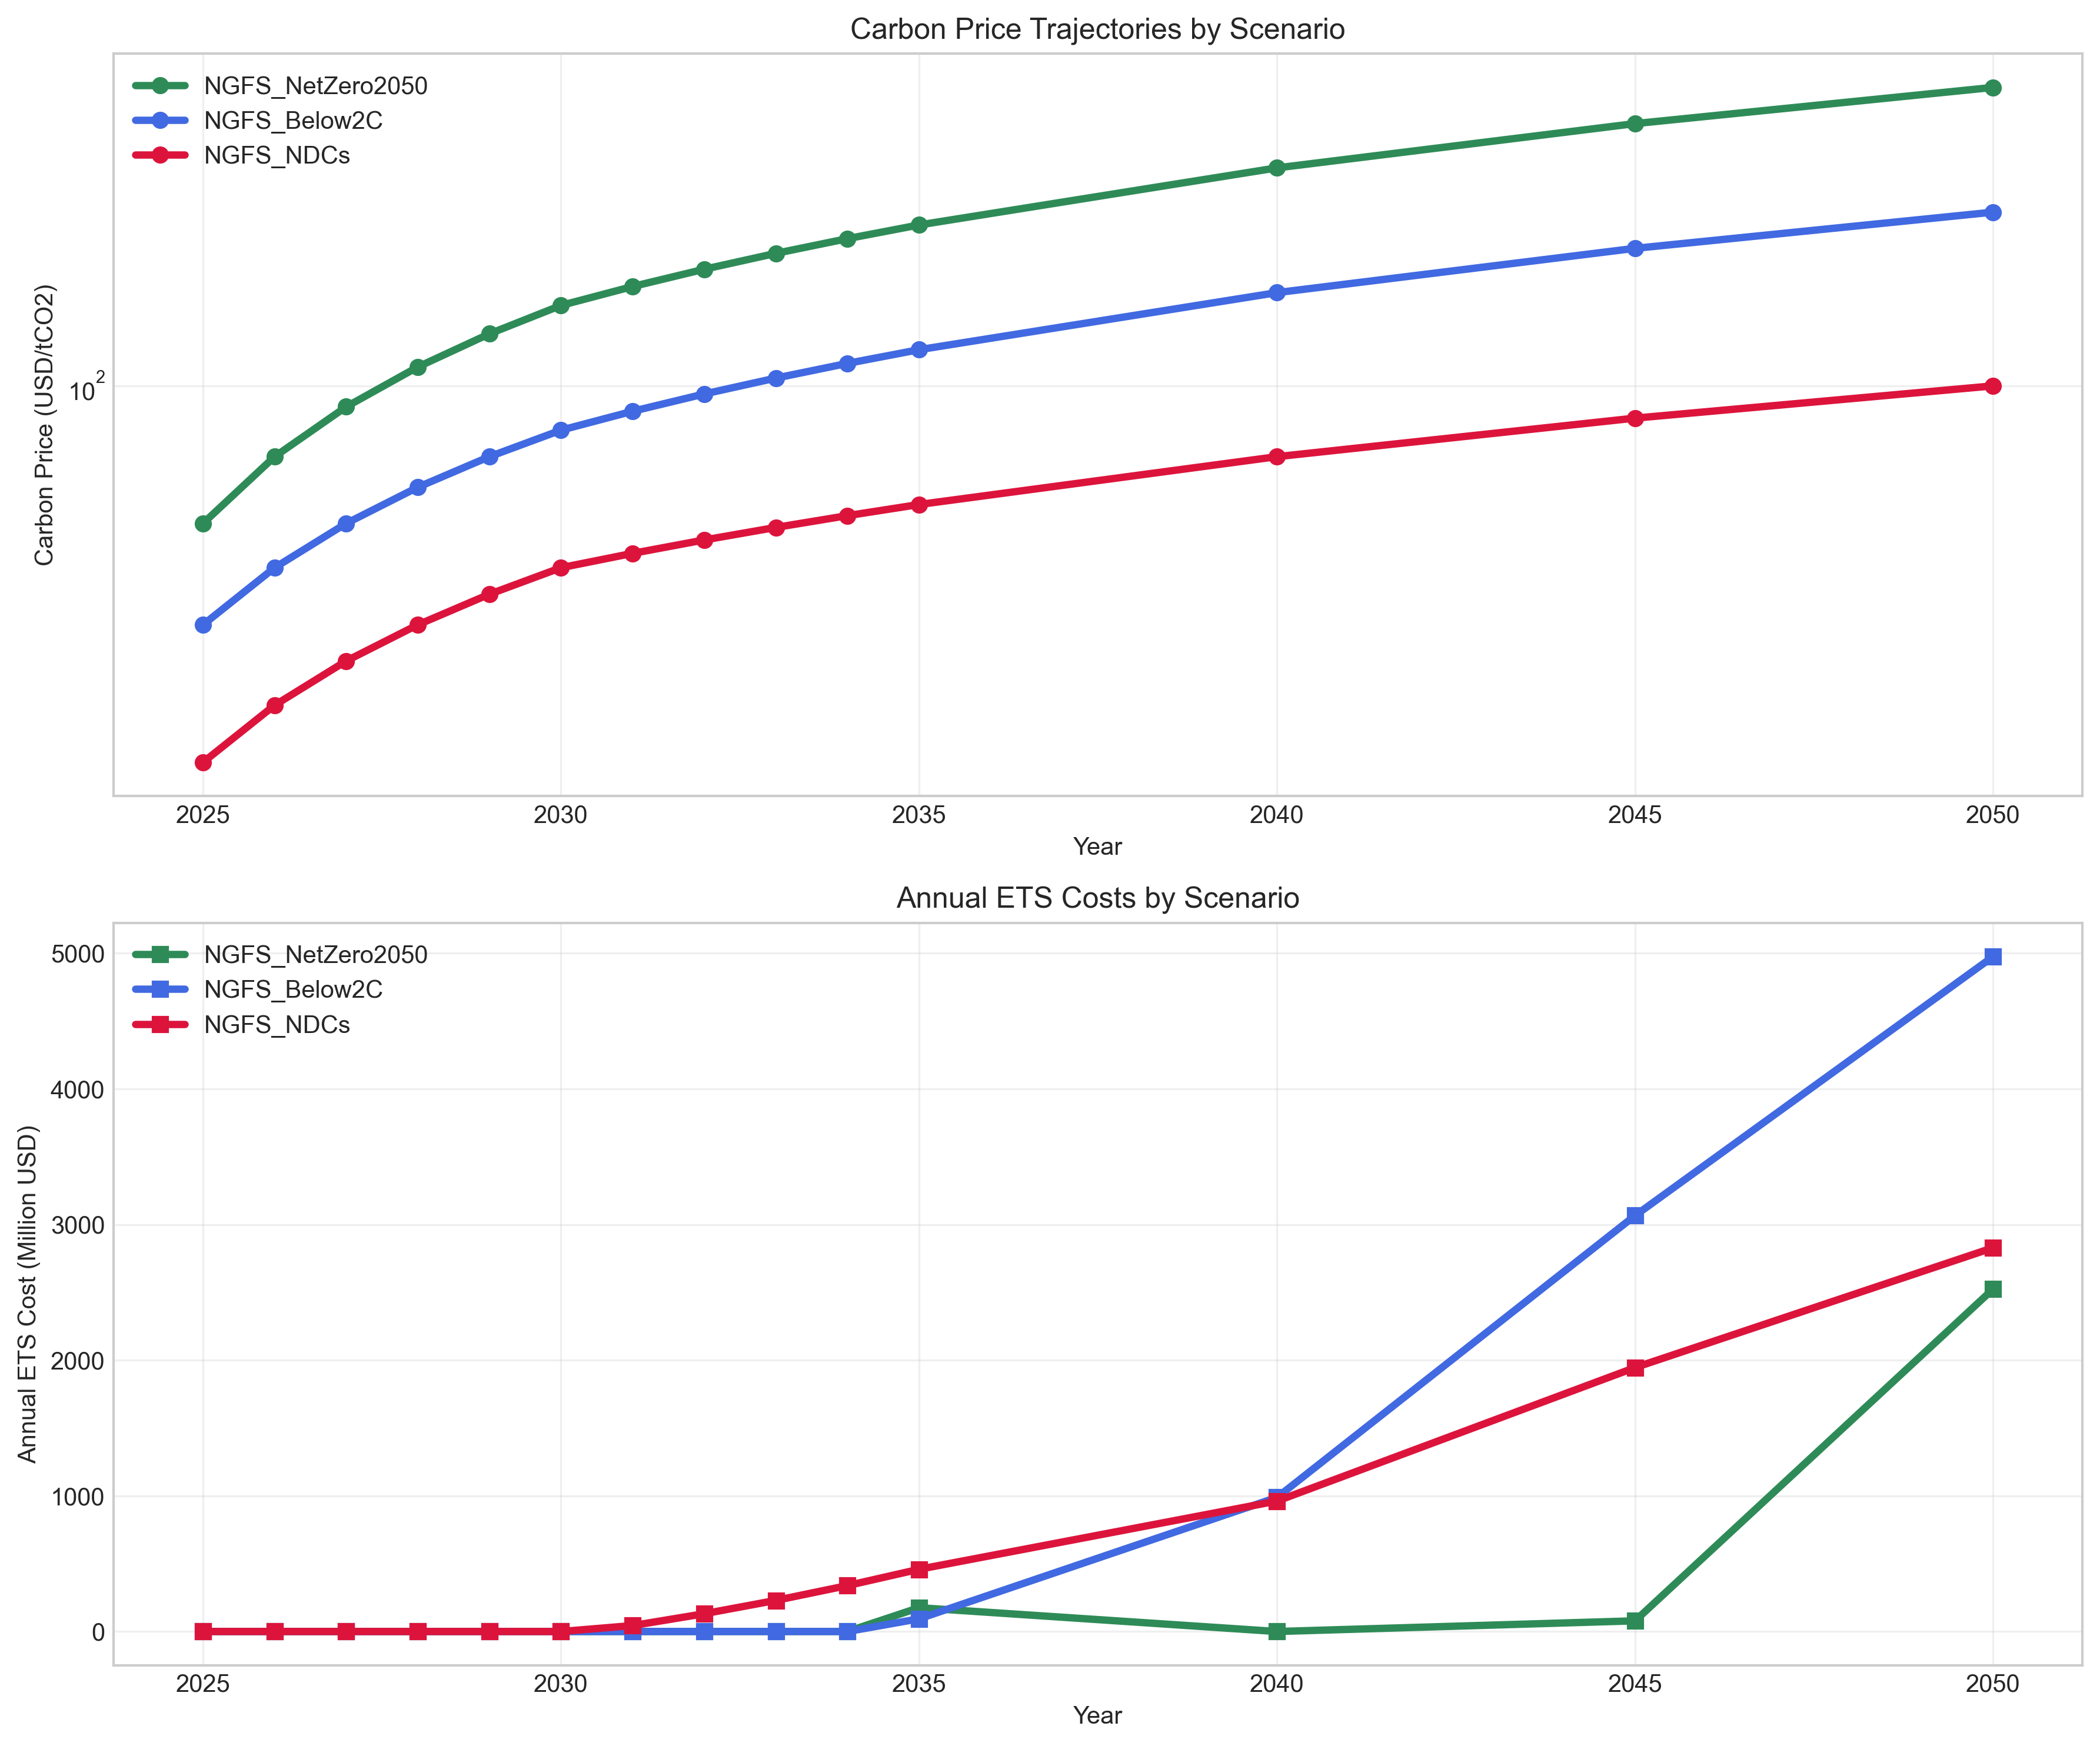 Carbon Price Trajectories by Scenario
NGFS_NetZero2050
NGFS_Below2C
NGFS_NDCs
Carbon Price (USD/tCO2)
10²
2025 2030 2035 2040 2045 2050
Year
Annual ETS Costs by Scenario
NGFS_NetZero2050
NGFS_Below2C
NGFS_NDCs
Annual ETS Cost (Million USD)
5000
4000
3000
2000
1000
0
2025 2030 2035 2040 2045 2050
Year